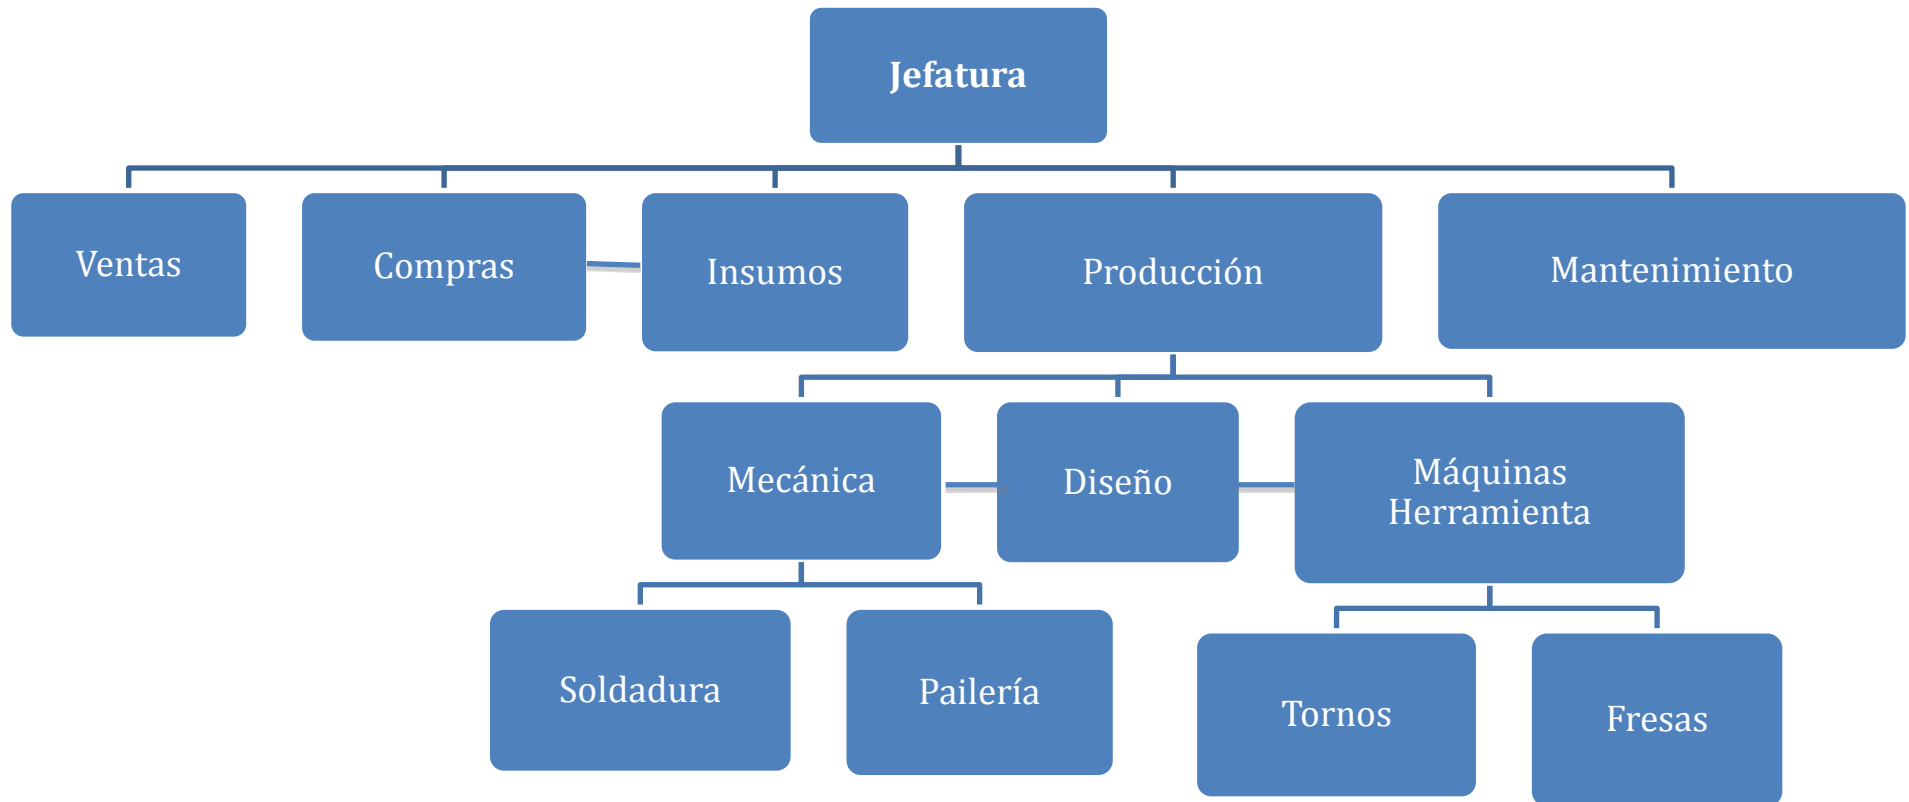 Jefatura
Ventas
Compras
Insumos
Producción
Mantenimiento
Mecánica
Diseño
Máquinas
Herramienta
Soldadura
Pailería
Tornos
Fresas